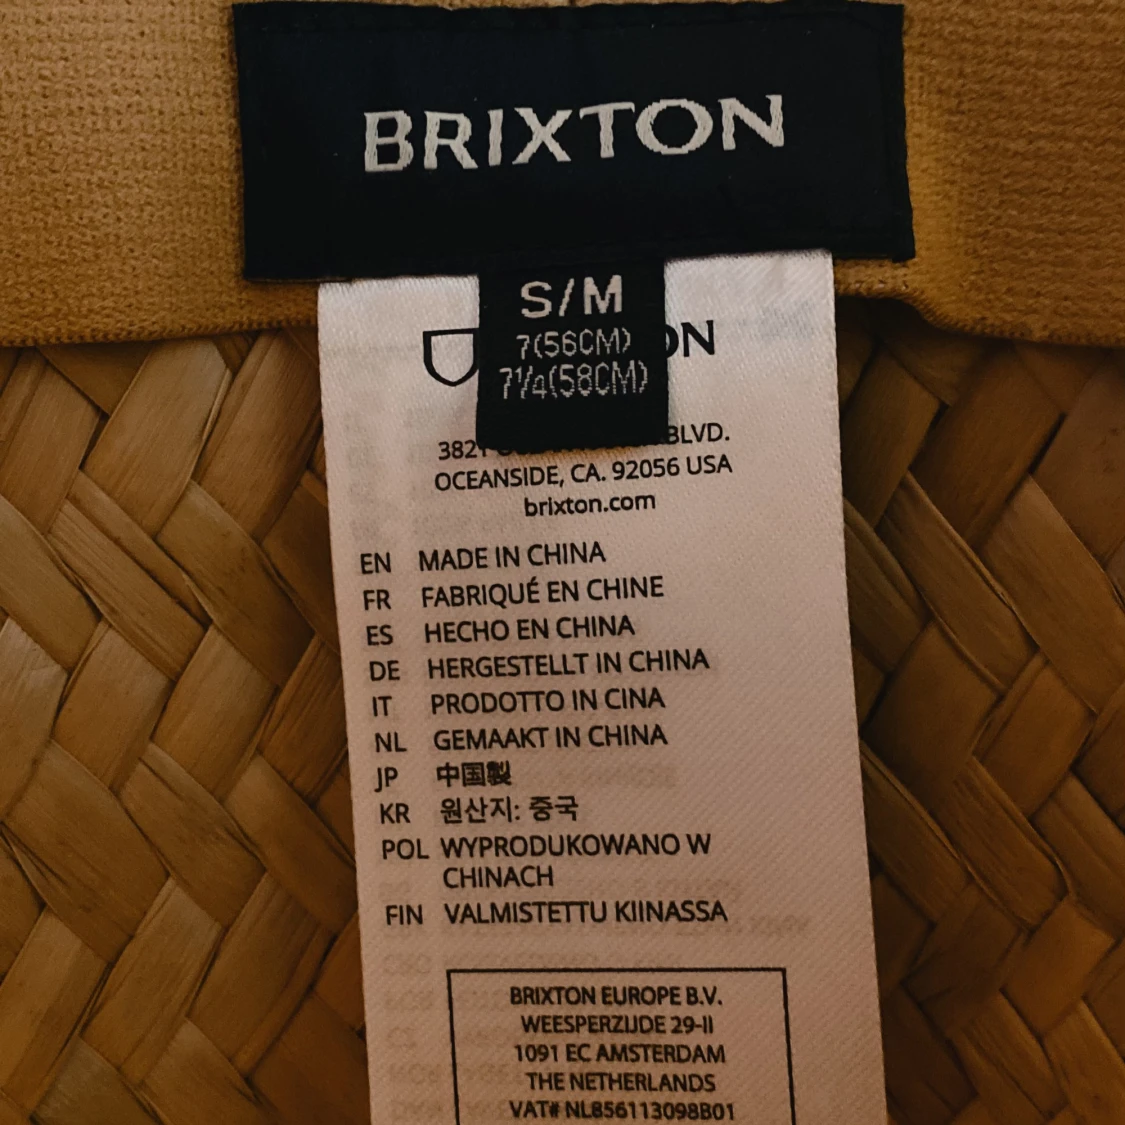 BRIXTON
S/M
7(56CM)
7¼(58CM)
ON
BLVD.
OCEANSIDE, CA. 92056 USA
brixton.com
EN MADE IN CHINA
FR FABRIQUÉ EN CHINE
ES HECHO EN CHINA
DE HERGESTELLT IN CHINA
IT PRODOTTO IN CINA
NL GEMAAKT IN CHINA
JP 中国製
KR 원산지: 중국
POL WYPRODUKOWANO W
CHINACH
FIN VALMISTETTU KIINASSA
BRIXTON EUROPE B.V.
WEESPERZIJDE 29-II
1091 EC AMSTERDAM
THE NETHERLANDS
VAT# NL856113098B01